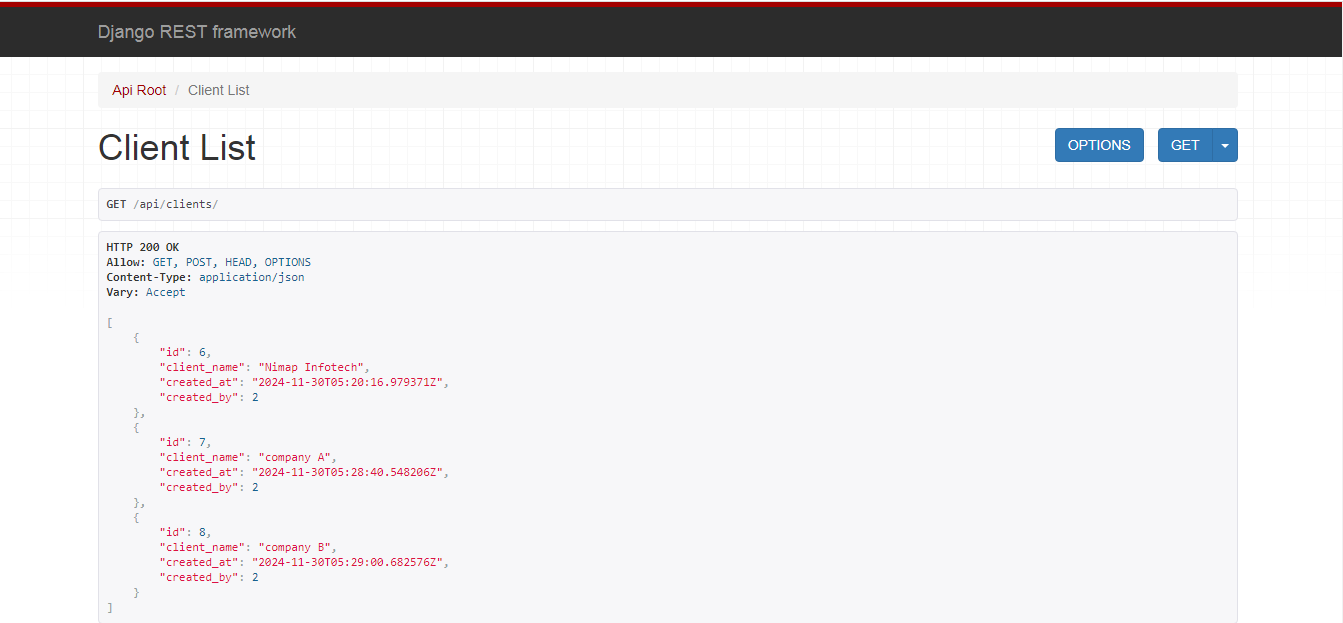 Django REST framework
Api Root / Client List
Client List
OPTIONS
GET
GET /api/clients/
HTTP 200 OK
Allow: GET, POST, HEAD, OPTIONS
Content-Type: application/json
Vary: Accept
[
    {
        "id": 6,
        "client_name": "Nimap Infotech",
        "created_at": "2024-11-30T05:20:16.979371Z",
        "created_by": 2
    },
    {
        "id": 7,
        "client_name": "company A",
        "created_at": "2024-11-30T05:28:40.548206Z",
        "created_by": 2
    },
    {
        "id": 8,
        "client_name": "company B",
        "created_at": "2024-11-30T05:29:00.682576Z",
        "created_by": 2
    }
]